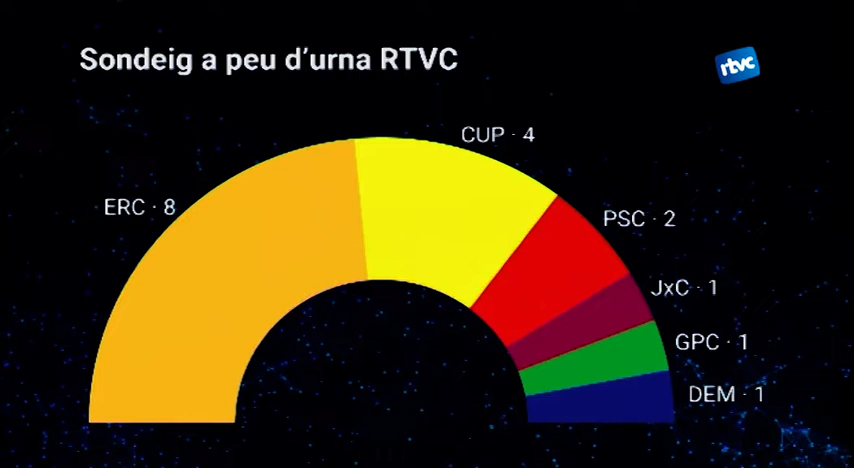 Sondeig a peu d'urna RTVC
rtvc
CUP · 4
ERC · 8
PSC · 2
JxC · 1
GPC · 1
DEM · 1